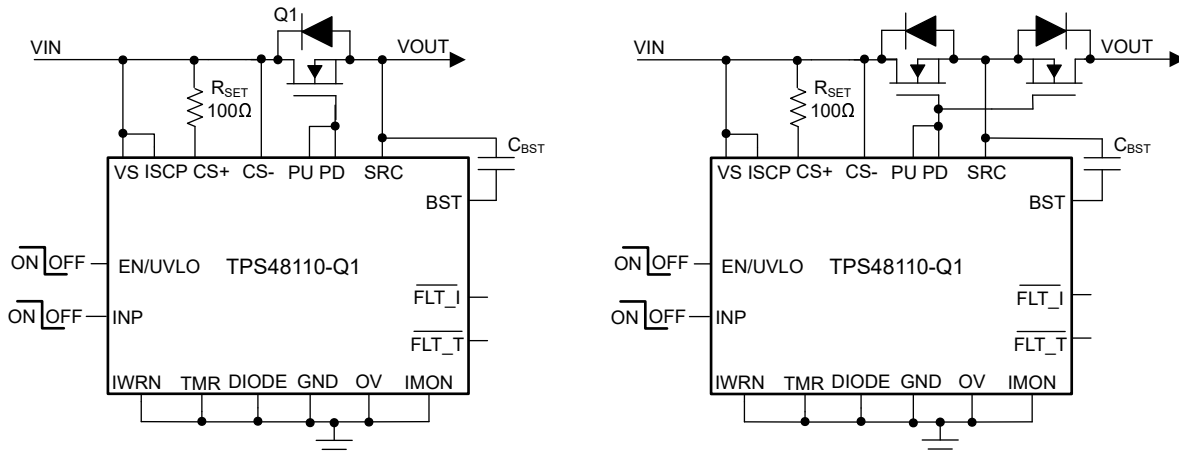 Q1
VIN
VOUT
RSET
100Ω
CBST
VS
ISCP
CS+
CS-
PU
PD
SRC
BST
ON
OFF
EN/UVLO
TPS48110-Q1
FLT_I
ON
OFF
INP
FLT_T
IWRN
TMR
DIODE
GND
OV
IMON
VIN
VOUT
RSET
100Ω
CBST
VS
ISCP
CS+
CS-
PU
PD
SRC
BST
ON
OFF
EN/UVLO
TPS48110-Q1
FLT_I
ON
OFF
INP
FLT_T
IWRN
TMR
DIODE
GND
OV
IMON